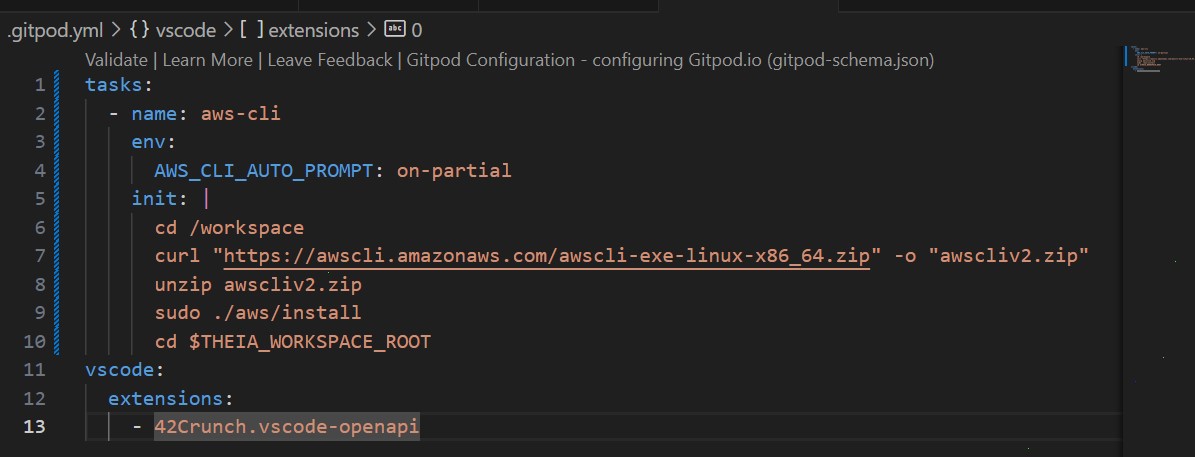 .gitpod.yml > {} vscode > [ ] extensions > abc 0
Validate | Learn More | Leave Feedback | Gitpod Configuration - configuring Gitpod.io (gitpod-schema.json)
1 tasks:
2   - name: aws-cli
3     env:
4       AWS_CLI_AUTO_PROMPT: on-partial
5     init: |
6       cd /workspace
7       curl "https://awscli.amazonaws.com/awscli-exe-linux-x86_64.zip" -o "awscliv2.zip"
8       unzip awscliv2.zip
9       sudo ./aws/install
10       cd $THEIA_WORKSPACE_ROOT
11 vscode:
12   extensions:
13     - 42Crunch.vscode-openapi